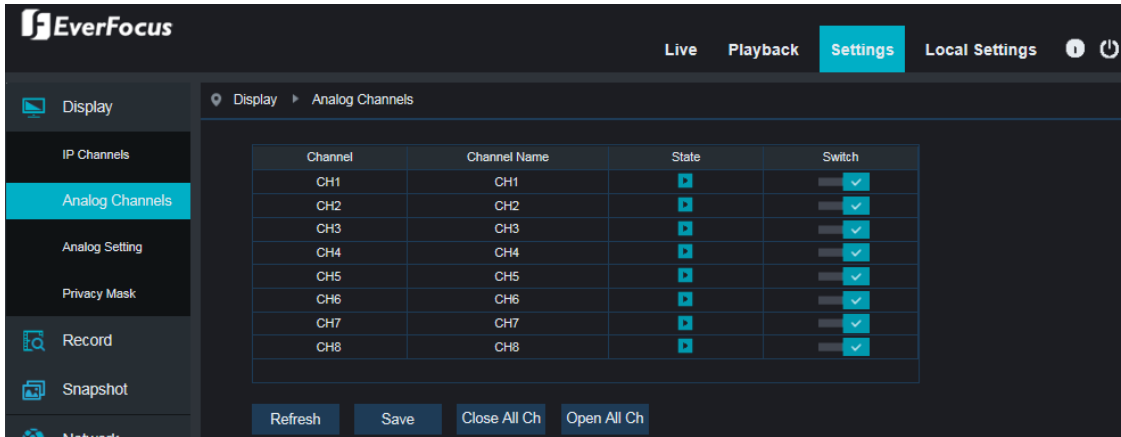 EverFocus
Live Playback Settings Local Settings
Display
Display Analog Channels
IP Channels
Analog Channels
Analog Setting
Privacy Mask
Record
Snapshot
Network
Channel Channel Name State Switch
CH1 CH1
CH2 CH2
CH3 CH3
CH4 CH4
CH5 CH5
CH6 CH6
CH7 CH7
CH8 CH8
Refresh Save Close All Ch Open All Ch